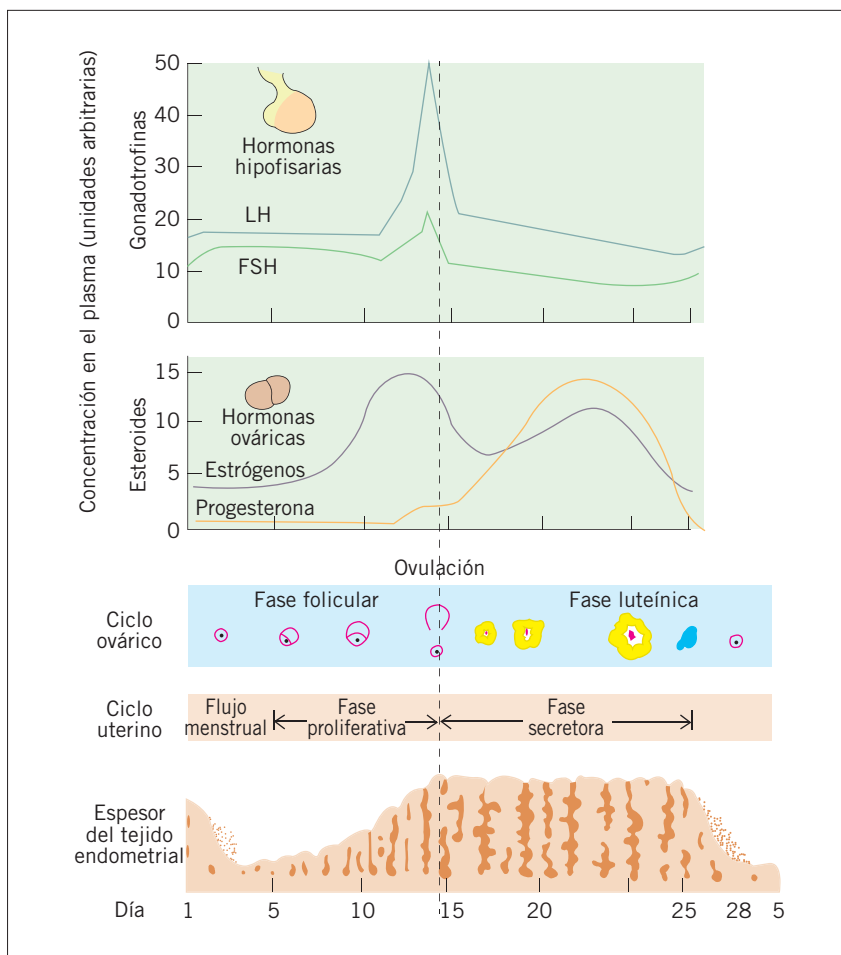 Concentración en el plasma (unidades arbitrarias)
Gonadotrofinas
50
40
30
20
10
0
Hormonas
hipofisarias
LH
FSH
Esteroides
15
10
5
0
Hormonas
ováricas
Estrógenos
Progesterona
Ovulación
Ciclo
ovárico
Fase folicular
Fase luteínica
Ciclo
uterino
Flujo
menstrual
Fase
proliferativa
Fase
secretora
Espesor
del tejido
endometrial
Día 1 5 10 15 20 25 28 5